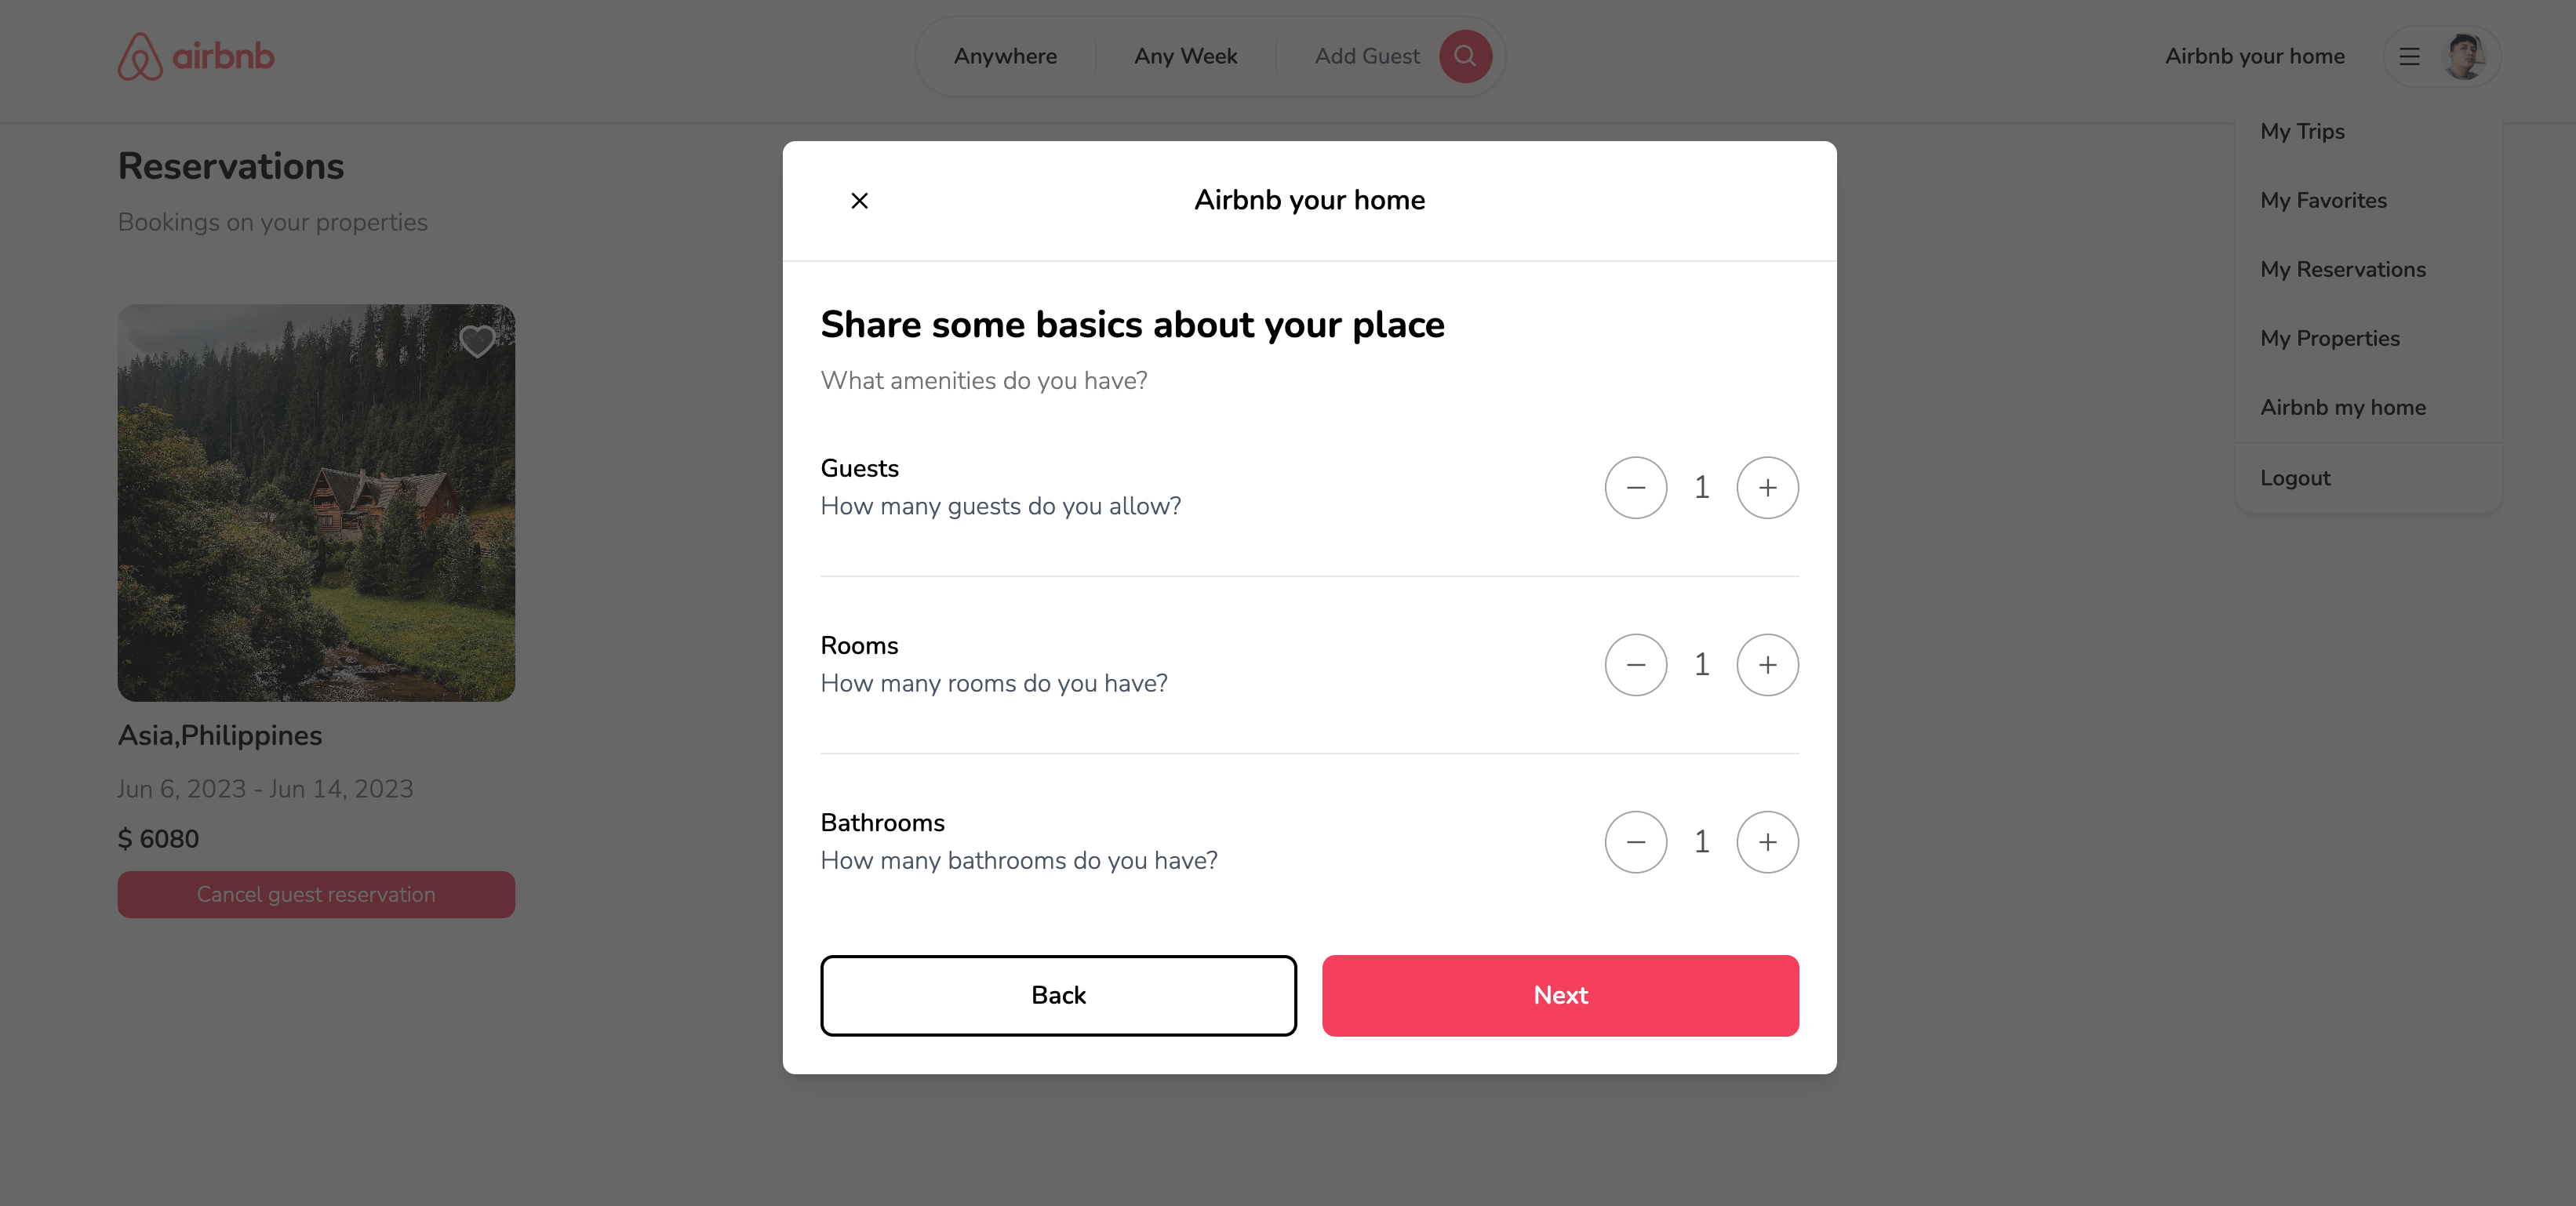 airbnb
Anywhere
Any Week
Add Guest
Airbnb your home
My Trips
My Favorites
My Reservations
My Properties
Airbnb my home
Logout
Reservations
Bookings on your properties
Asia,Philippines
Jun 6, 2023 - Jun 14, 2023
$ 6080
Cancel guest reservation
Airbnb your home
Share some basics about your place
What amenities do you have?
Guests
How many guests do you allow?
1
Rooms
How many rooms do you have?
1
Bathrooms
How many bathrooms do you have?
1
Back
Next